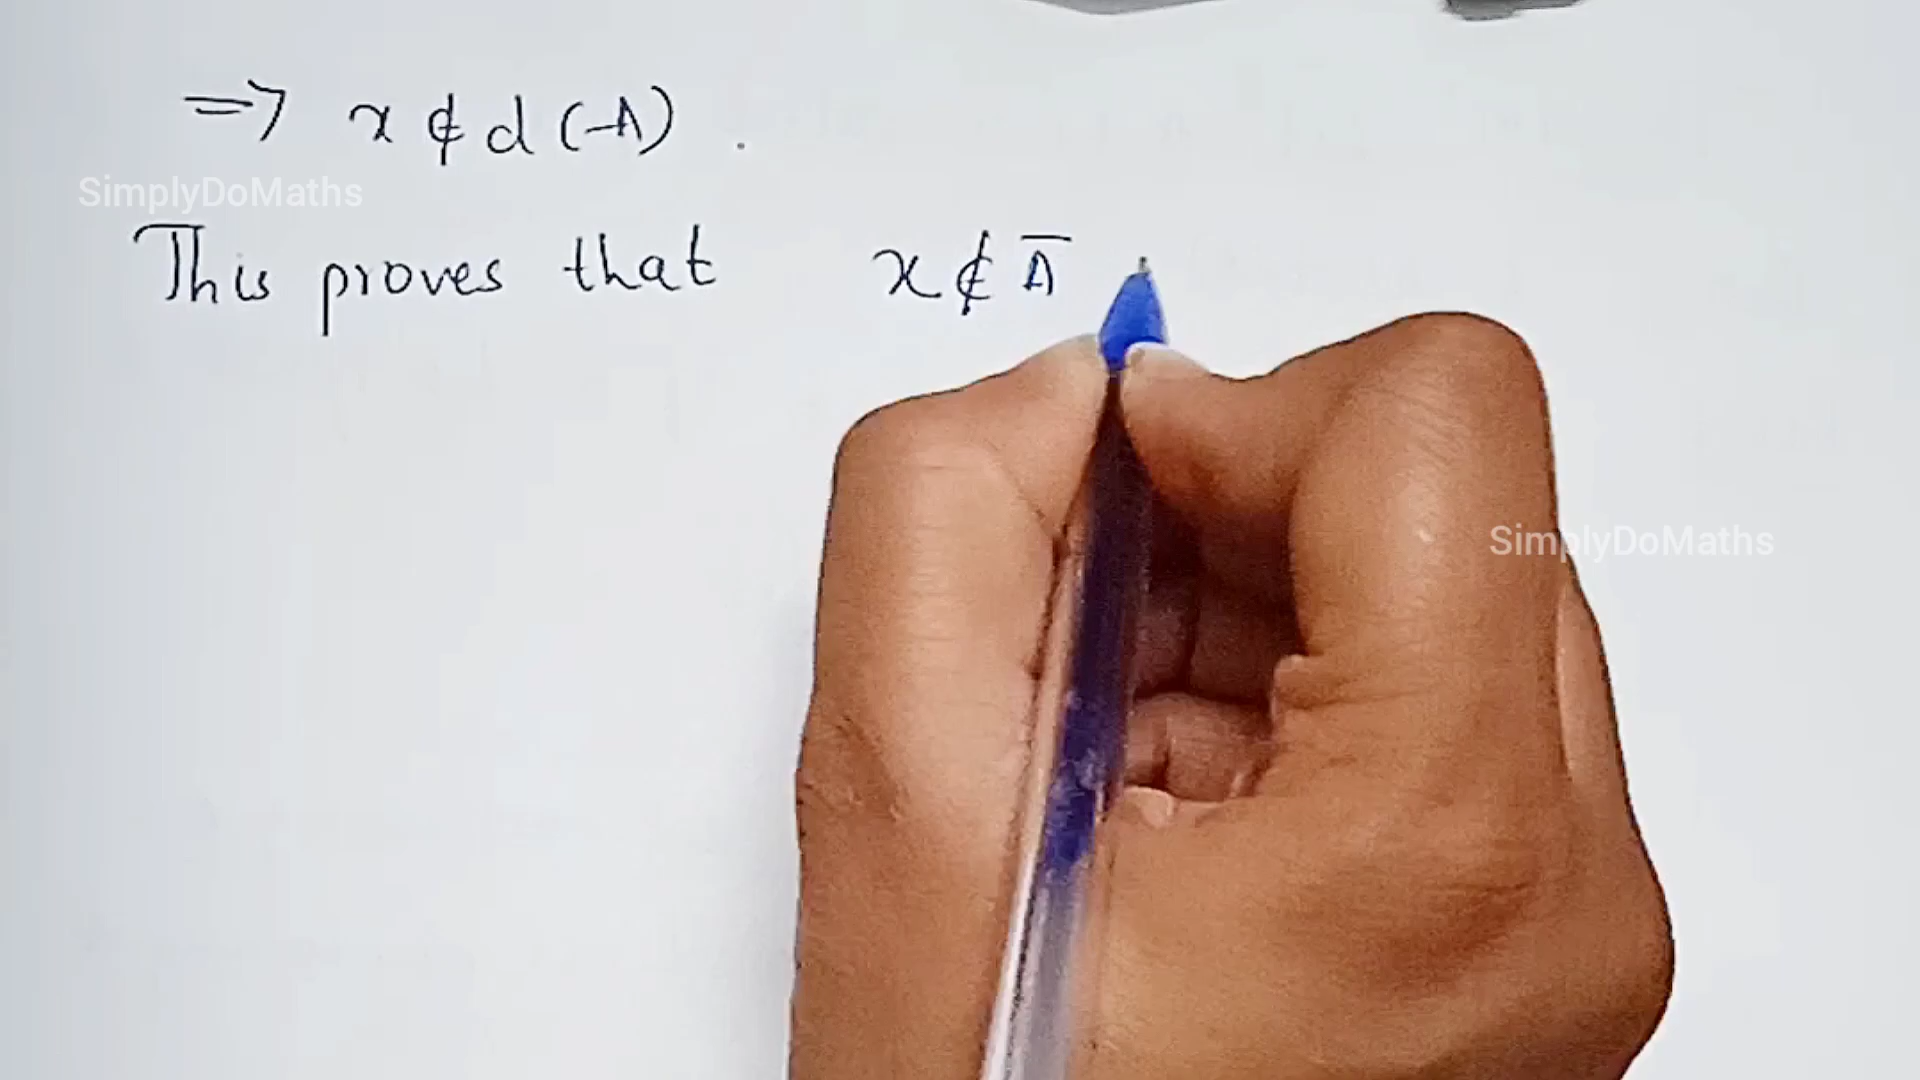 => x ∉ d(A).
SimplyDoMaths
This proves that x ∉ A̅
SimplyDoMaths